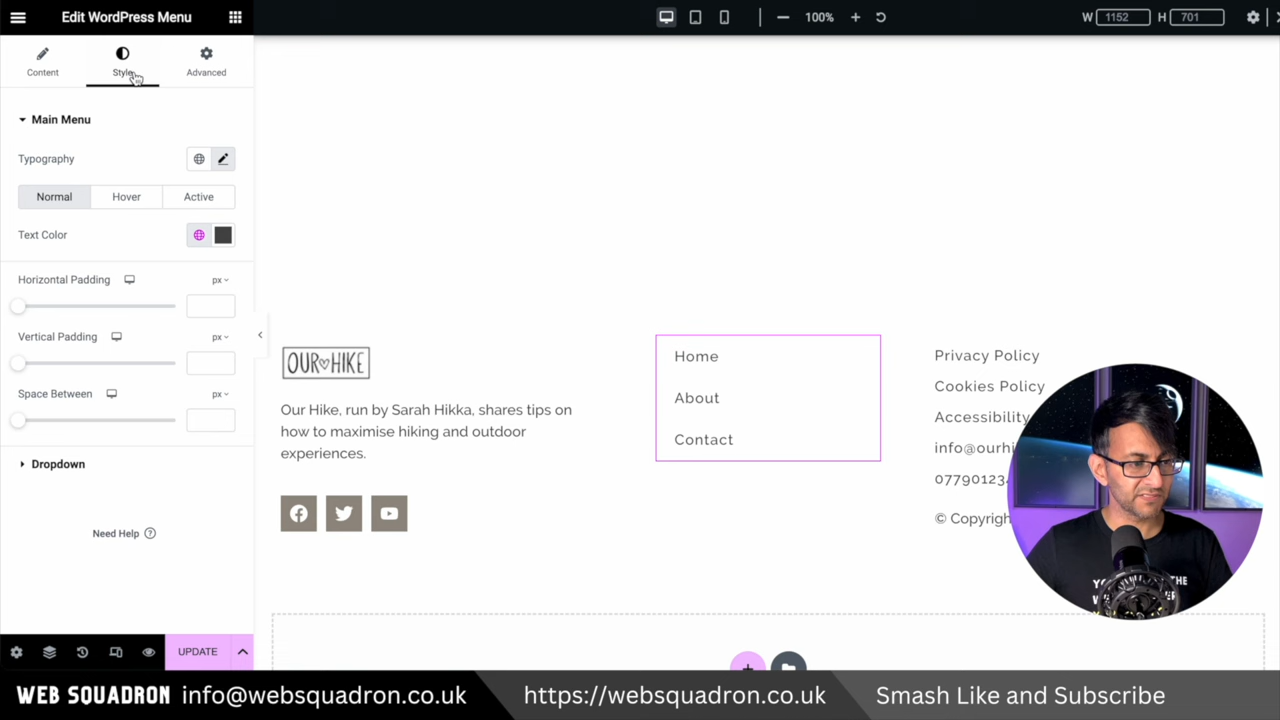 Edit WordPress Menu
100%
W 1152 H 701
Content Style Advanced
Main Menu
Typography
Normal Hover Active
Text Color
Horizontal Padding px
Vertical Padding px
Space Between px
Dropdown
Need Help ?
UPDATE
OUR HIKE
Our Hike, run by Sarah Hikka, shares tips on
how to maximise hiking and outdoor
experiences.
Home
About
Contact
Privacy Policy
Cookies Policy
Accessibility
info@ourhi
07790123
© Copyrigh
WEB SQUADRON info@websquadron.co.uk https://websquadron.co.uk Smash Like and Subscribe